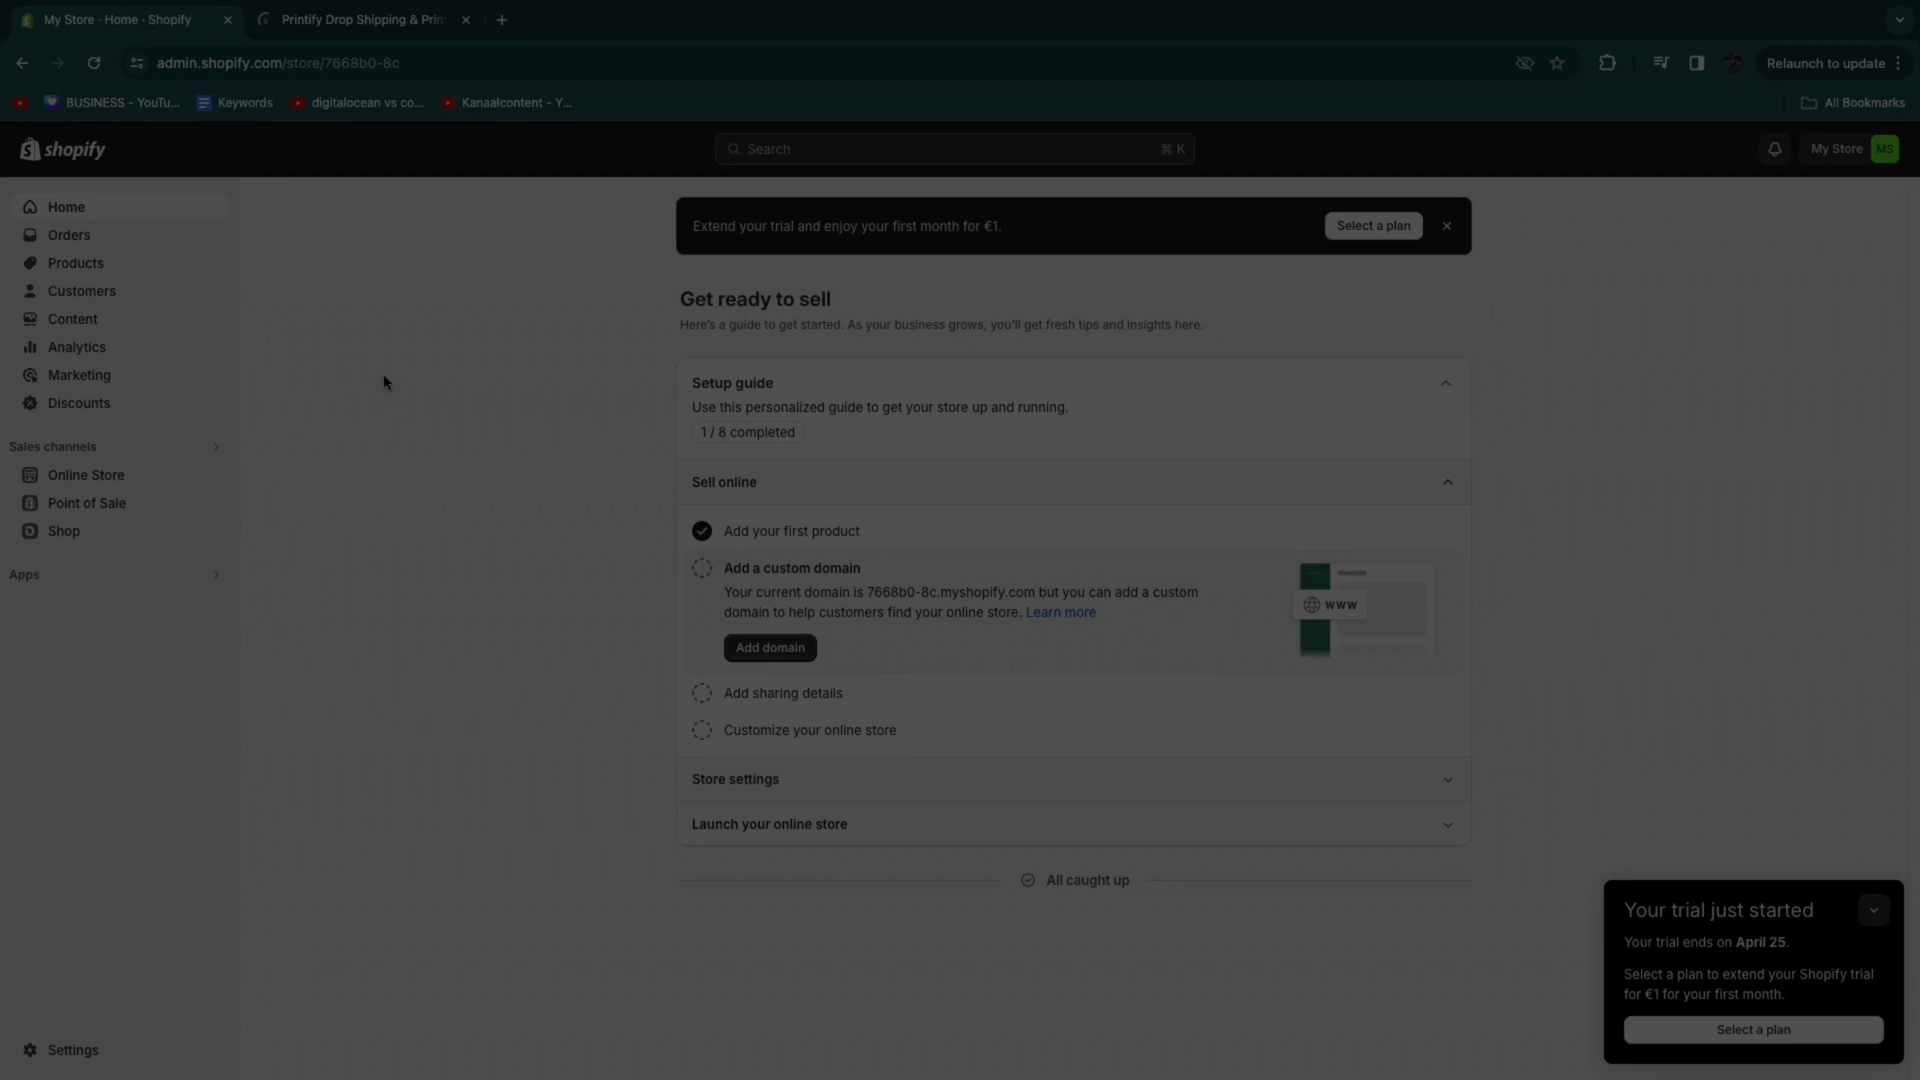 My Store · Home · Shopify
Printify Drop Shipping & Prin
admin.shopify.com/store/7668b0-8c
Relaunch to update
BUSINESS - YouTu...
Keywords
digitalocean vs co...
Kanaalcontent - Y...
All Bookmarks
shopify
Search
⌘ K
My Store
MS
Home
Orders
Products
Customers
Content
Analytics
Marketing
Discounts
Sales channels
Online Store
Point of Sale
Shop
Apps
Settings
Extend your trial and enjoy your first month for €1.
Select a plan
Get ready to sell
Here's a guide to get started. As your business grows, you'll get fresh tips and insights here.
Setup guide
Use this personalized guide to get your store up and running.
1 / 8 completed
Sell online
Add your first product
Add a custom domain
Your current domain is 7668b0-8c.myshopify.com but you can add a custom
domain to help customers find your online store. Learn more
www
Add domain
Add sharing details
Customize your online store
Store settings
Launch your online store
All caught up
Your trial just started
Your trial ends on April 25.
Select a plan to extend your Shopify trial
for €1 for your first month.
Select a plan